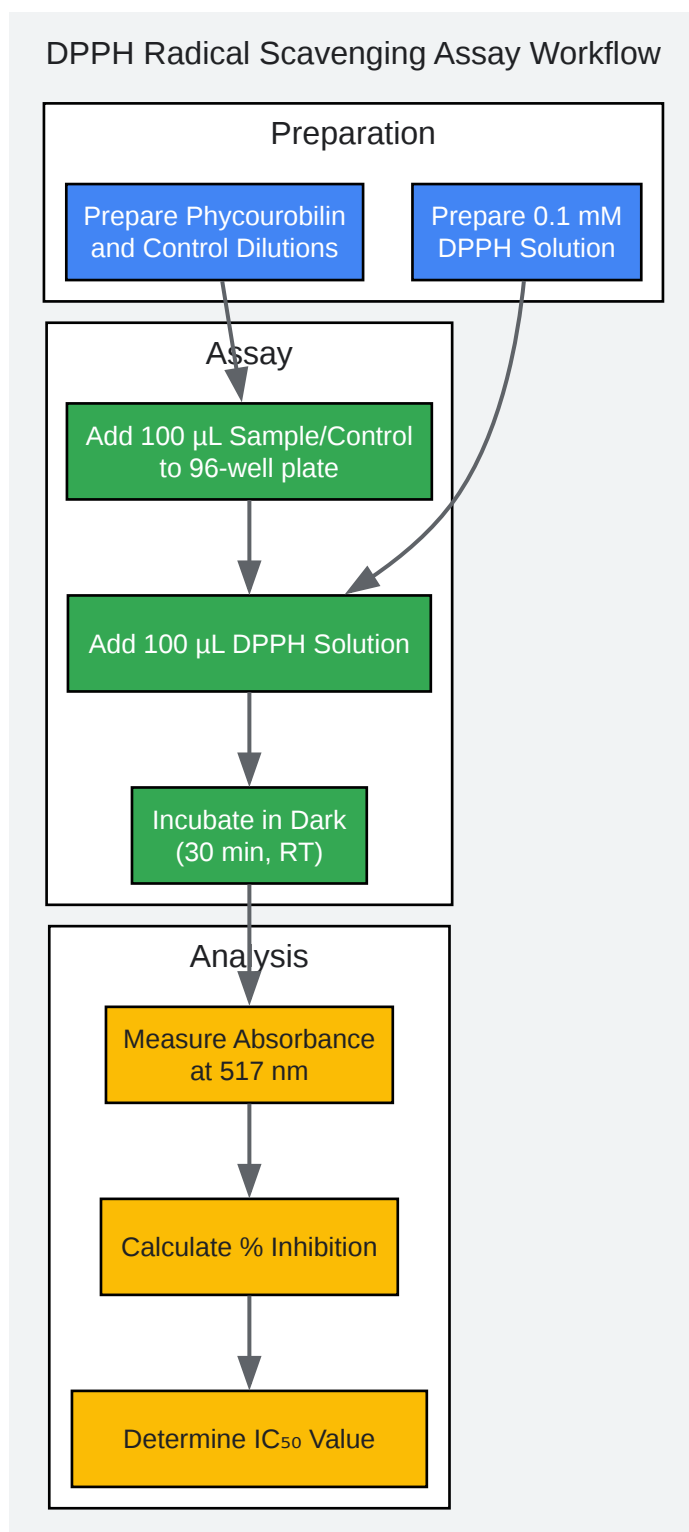 DPPH Radical Scavenging Assay Workflow
Preparation
Prepare Phycourobilin
and Control Dilutions
Prepare 0.1 mM
DPPH Solution
Assay
Add 100 µL Sample/Control
to 96-well plate
Add 100 µL DPPH Solution
Incubate in Dark
(30 min, RT)
Analysis
Measure Absorbance
at 517 nm
Calculate % Inhibition
Determine IC₅₀ Value